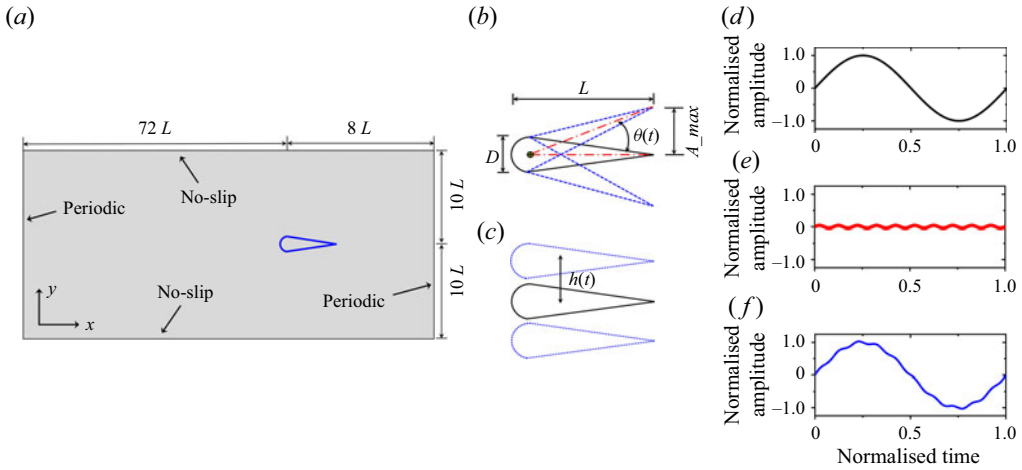 (a)
72 L
8 L
No-slip
Periodic
10 L
10 L
Periodic
No-slip
y
x
(b)
L
D
θ(t)
A_max
(c)
h(t)
(d)
Normalised
amplitude
1.0
0
–1.0
0
0.5
1.0
(e)
Normalised
amplitude
1.0
0
–1.0
0
0.5
1.0
(f)
Normalised
amplitude
1.0
0
–1.0
0
0.5
1.0
Normalised time